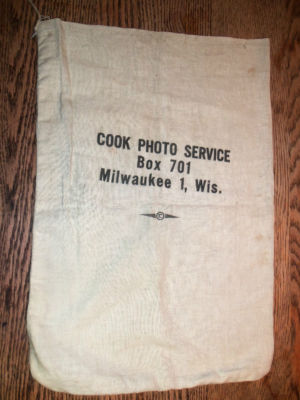 COOK PHOTO SERVICE
Box 701
Milwaukee 1, Wis.
©